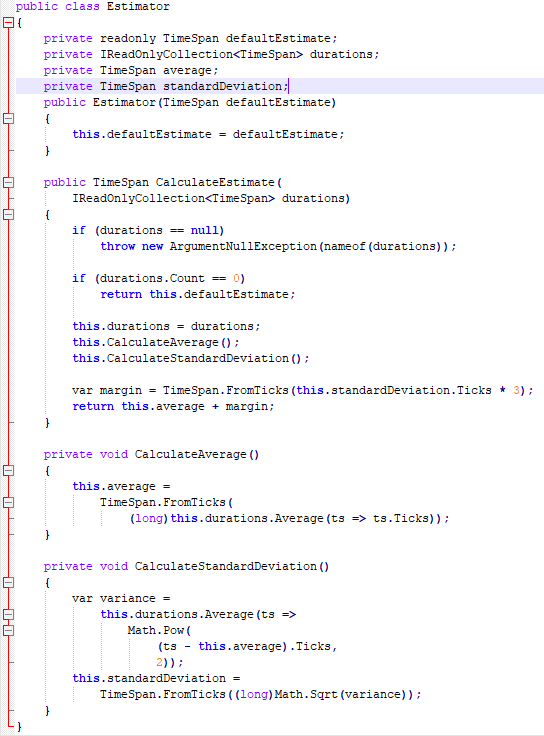 public class Estimator
{
    private readonly TimeSpan defaultEstimate;
    private IReadOnlyCollection<TimeSpan> durations;
    private TimeSpan average;
    private TimeSpan standardDeviation;
    public Estimator(TimeSpan defaultEstimate)
    {
        this.defaultEstimate = defaultEstimate;
    }

    public TimeSpan CalculateEstimate(
        IReadOnlyCollection<TimeSpan> durations)
    {
        if (durations == null)
            throw new ArgumentNullException(nameof(durations));

        if (durations.Count == 0)
            return this.defaultEstimate;

        this.durations = durations;
        this.CalculateAverage();
        this.CalculateStandardDeviation();

        var margin = TimeSpan.FromTicks(this.standardDeviation.Ticks * 3);
        return this.average + margin;
    }

    private void CalculateAverage()
    {
        this.average =
            TimeSpan.FromTicks(
                (long)this.durations.Average(ts => ts.Ticks));
    }

    private void CalculateStandardDeviation()
    {
        var variance =
            this.durations.Average(ts =>
                Math.Pow(
                    (ts - this.average).Ticks,
                    2));
        this.standardDeviation =
            TimeSpan.FromTicks((long)Math.Sqrt(variance));
    }
}